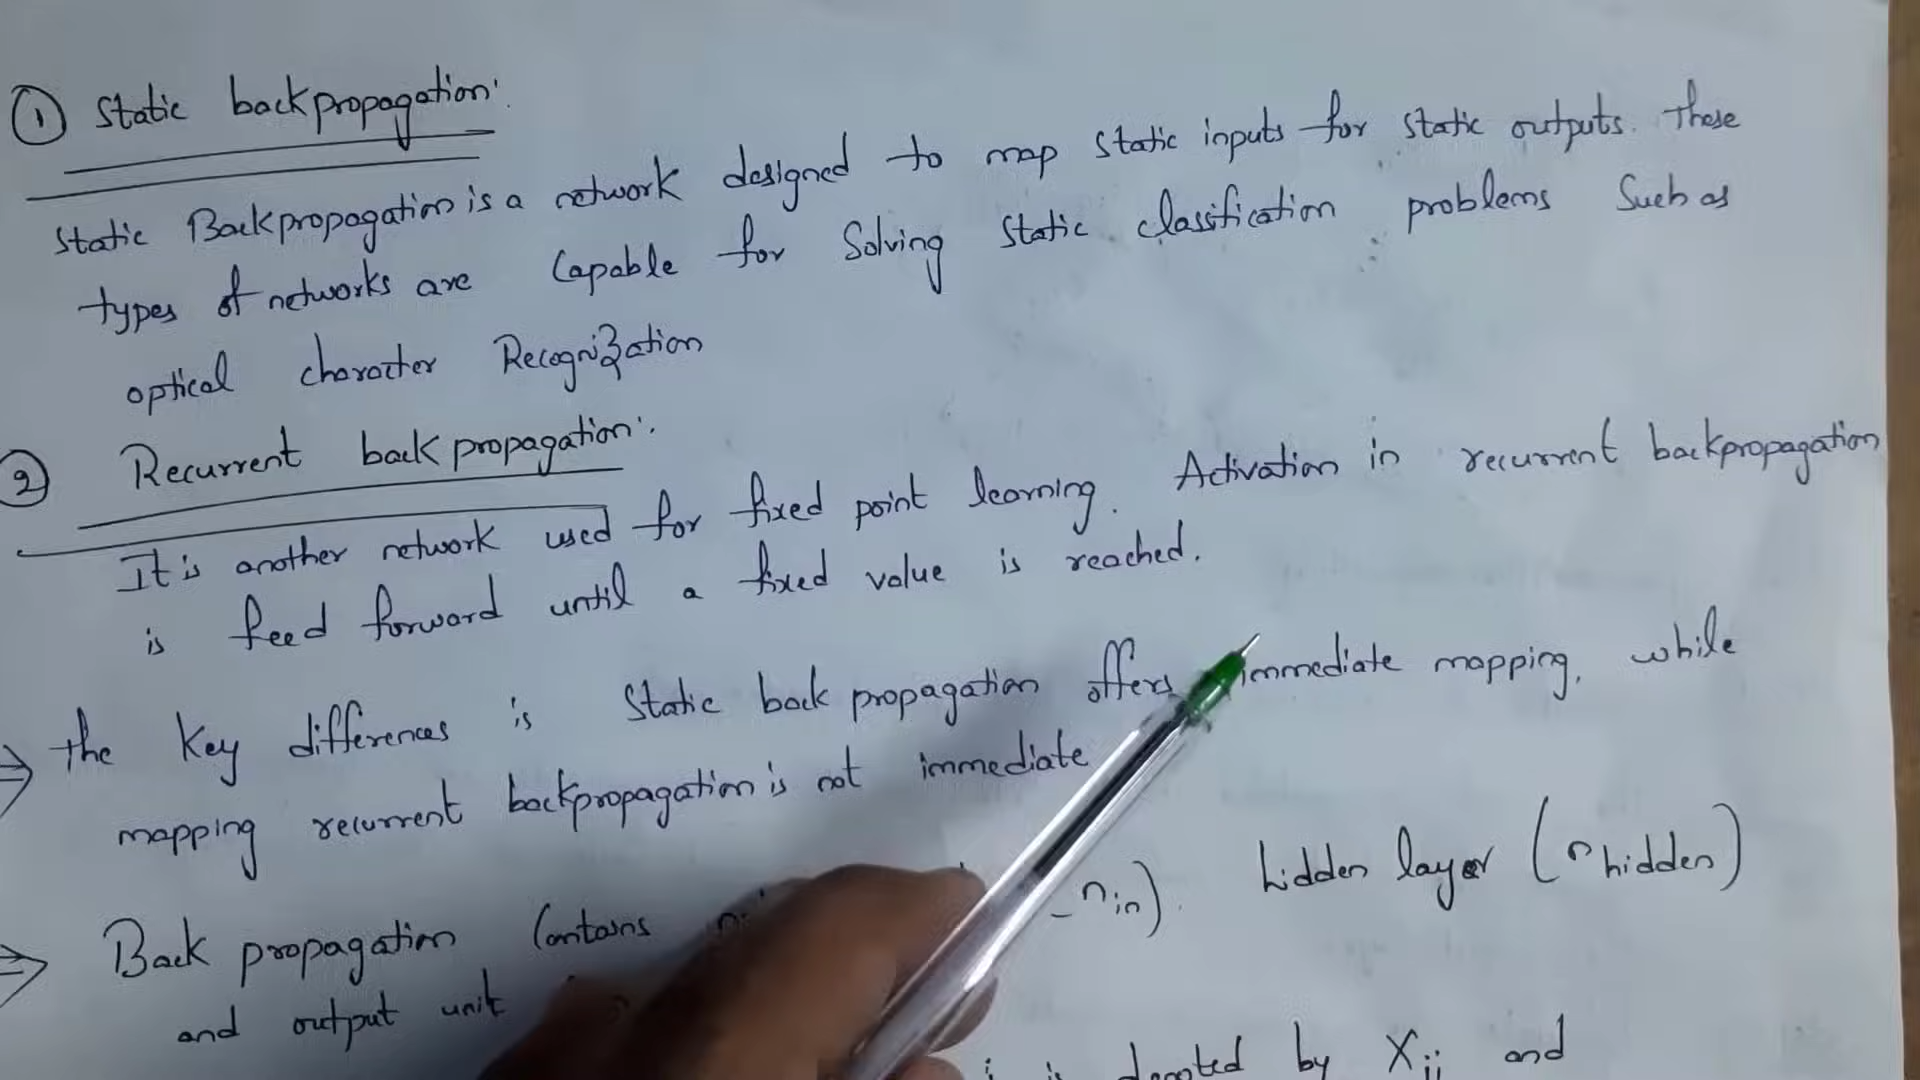 ① Static backpropagation:
Static Backpropagation is a network designed to map static inputs for static outputs. These
types of networks are Capable for Solving static classification problems Such as
optical character Recognization
② Recurrent backpropagation:
It is another network used for fixed point learning. Activation in recurrent backpropagation
is feed forward until a fixed value is reached.
⇒ the key differences is static back propagation offers immediate mapping, while
mapping recurrent backpropagation is not immediate
⇒ Back propagation Contains n_in). hidden layer (n hidden)
and output unit
is denoted by Xij and